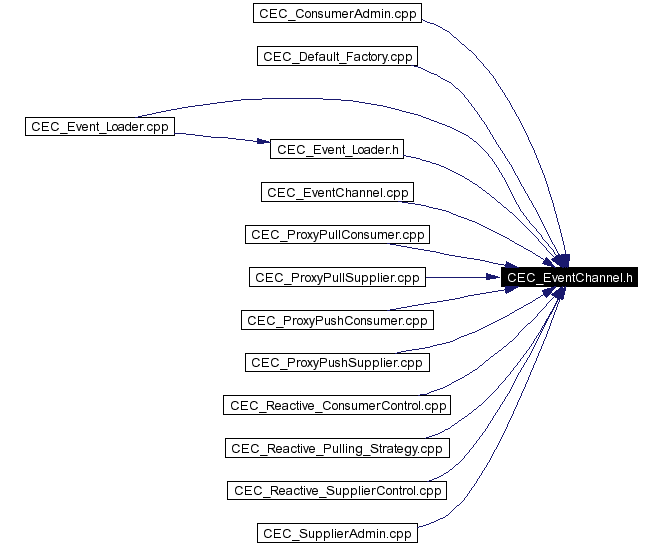 CEC_ConsumerAdmin.cpp
CEC_Default_Factory.cpp
CEC_Event_Loader.cpp
CEC_Event_Loader.h
CEC_EventChannel.cpp
CEC_ProxyPullConsumer.cpp
CEC_ProxyPullSupplier.cpp
CEC_EventChannel.h
CEC_ProxyPushConsumer.cpp
CEC_ProxyPushSupplier.cpp
CEC_Reactive_ConsumerControl.cpp
CEC_Reactive_Pulling_Strategy.cpp
CEC_Reactive_SupplierControl.cpp
CEC_SupplierAdmin.cpp